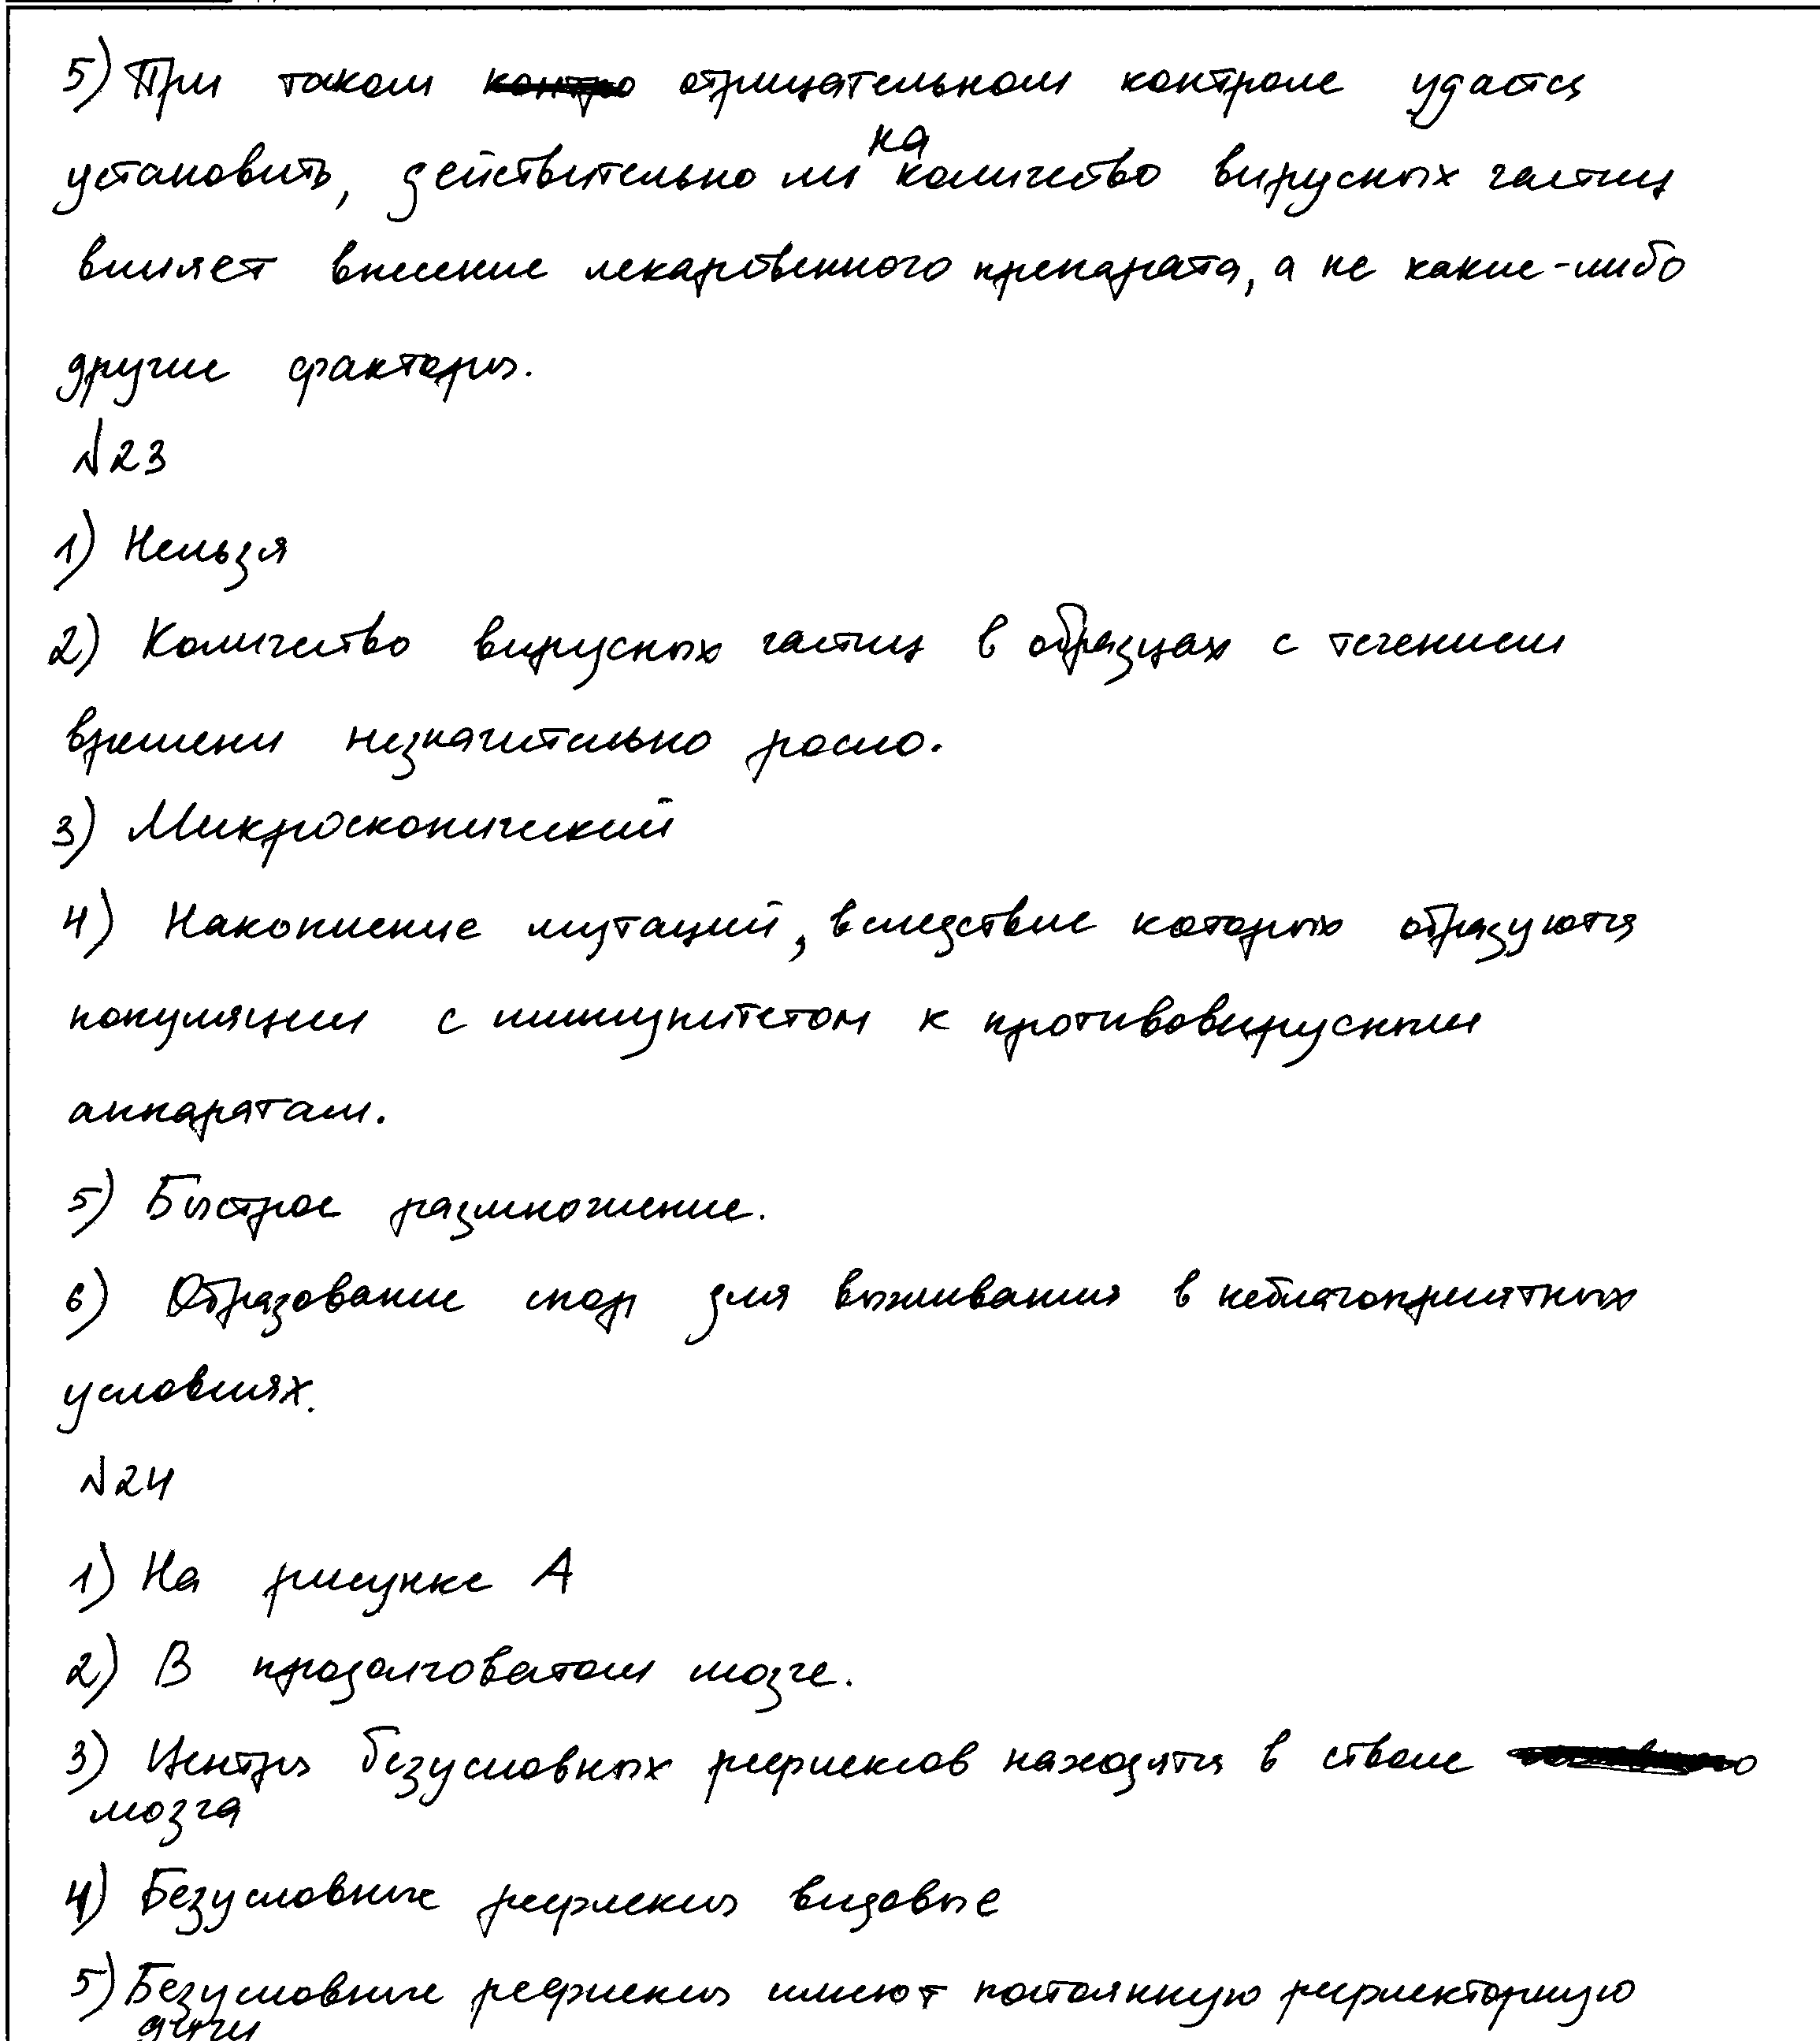 5) При таком контро отрицательном контроле удастся
установить, действительно ли на количество вирусных частиц
влияет внесение лекарственного препарата, а не какие-либо
другие факторы.
№23
1) Нельзя
2) Количество вирусных частиц в образцах с течением
времени незначительно росло.
3) Микроскопический
4) Накопление мутаций, вследствие которых образуются
популяции с иммунитетом к противовирусным
аппаратам.
5) Быстрое размножение.
6) Образование спор для выживания в неблагоприятных
условиях.
№24
1) На рисунке А
2) В продолговатом мозге.
3) Центры безусловных рефлексов находятся в стволе
мозга
4) Безусловные рефлексы видовые
5) Безусловные рефлексы имеют постоянную рефлекторную
дугу